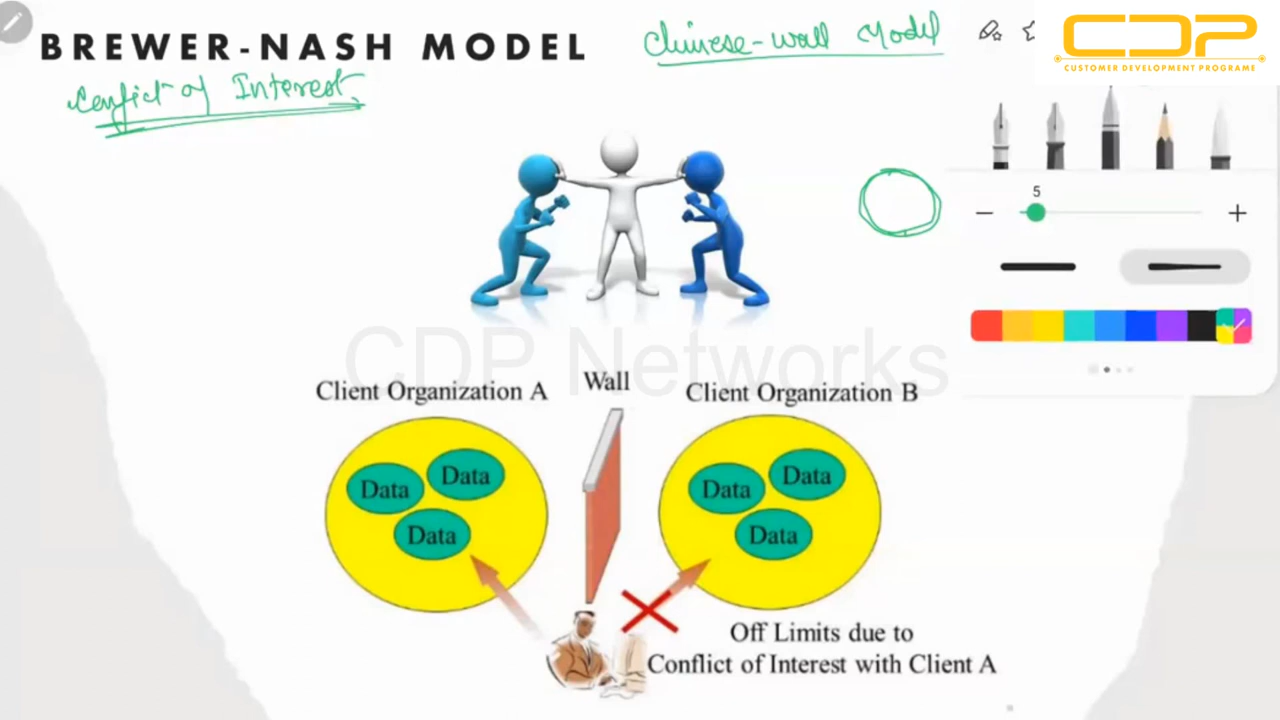 BREWER-NASH MODEL
Chinese-wall Model
CDP
CUSTOMER DEVELOPMENT PROGRAME
Conflict of Interest
5
CDP Networks
Client Organization A
Wall
Client Organization B
Data
Data
Data
Data
Data
Data
Off Limits due to
Conflict of Interest with Client A